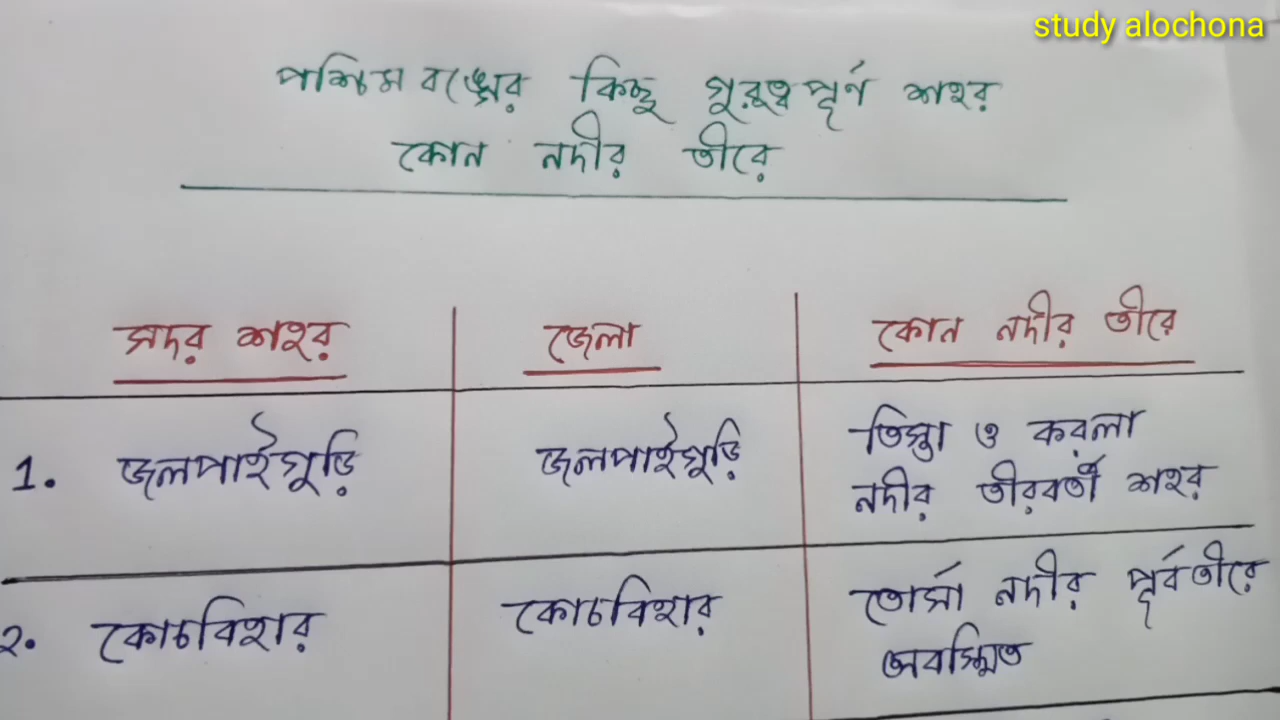 study alochona
পশ্চিমবঙ্গের কিছু গুরুত্বপূর্ণ শহর
কোন নদীর তীরে
সদর শহর জেলা কোন নদীর তীরে
1. জলপাইগুড়ি জলপাইগুড়ি তিস্তা ও করলা
নদীর তীরবর্তী শহর
২. কোচবিহার কোচবিহার তোর্সা নদীর পূর্বতীরে
অবস্থিত